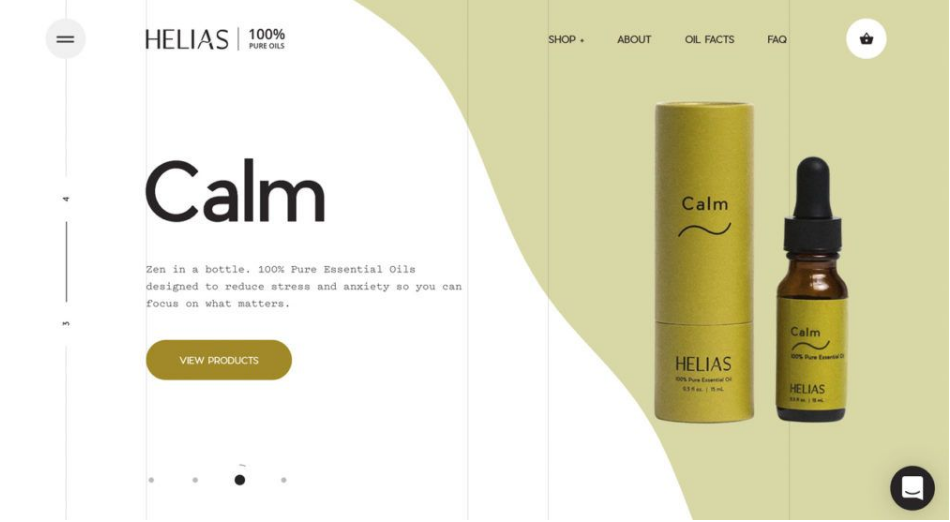 HELIAS
100%
PURE OILS
SHOP +
ABOUT
OIL FACTS
FAQ
4
Calm
Zen in a bottle. 100% Pure Essential Oils
designed to reduce stress and anxiety so you can
focus on what matters.
3
VIEW PRODUCTS
Calm
HELIAS
100% Pure Essential Oil
0.5 fl oz. | 15 mL
Calm
100% Pure Essential Oil
HELIAS
0.5 fl oz. | 15 mL